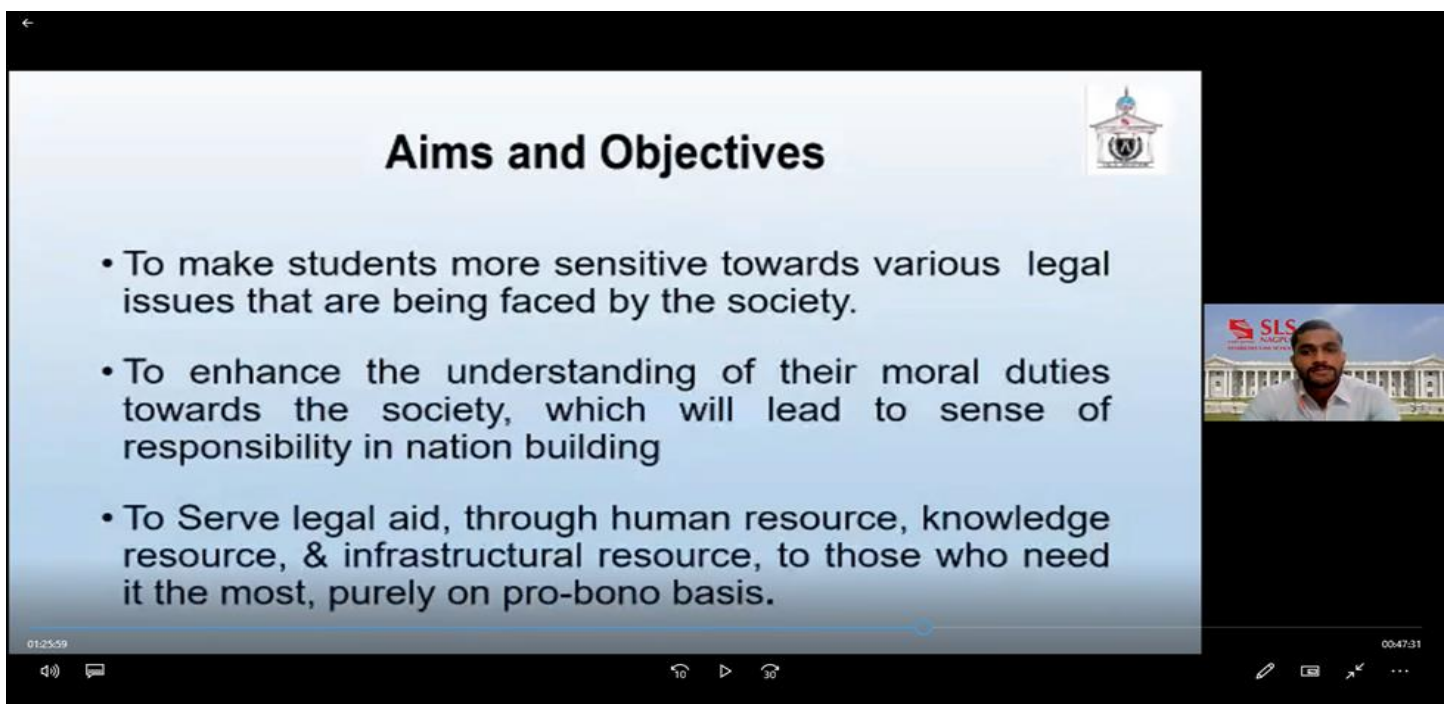 Aims and Objectives
• To make students more sensitive towards various legal
issues that are being faced by the society.
• To enhance the understanding of their moral duties
towards the society, which will lead to sense of
responsibility in nation building
• To Serve legal aid, through human resource, knowledge
resource, & infrastructural resource, to those who need
it the most, purely on pro-bono basis.
SLS
01:25:59
00:47:31
10
30